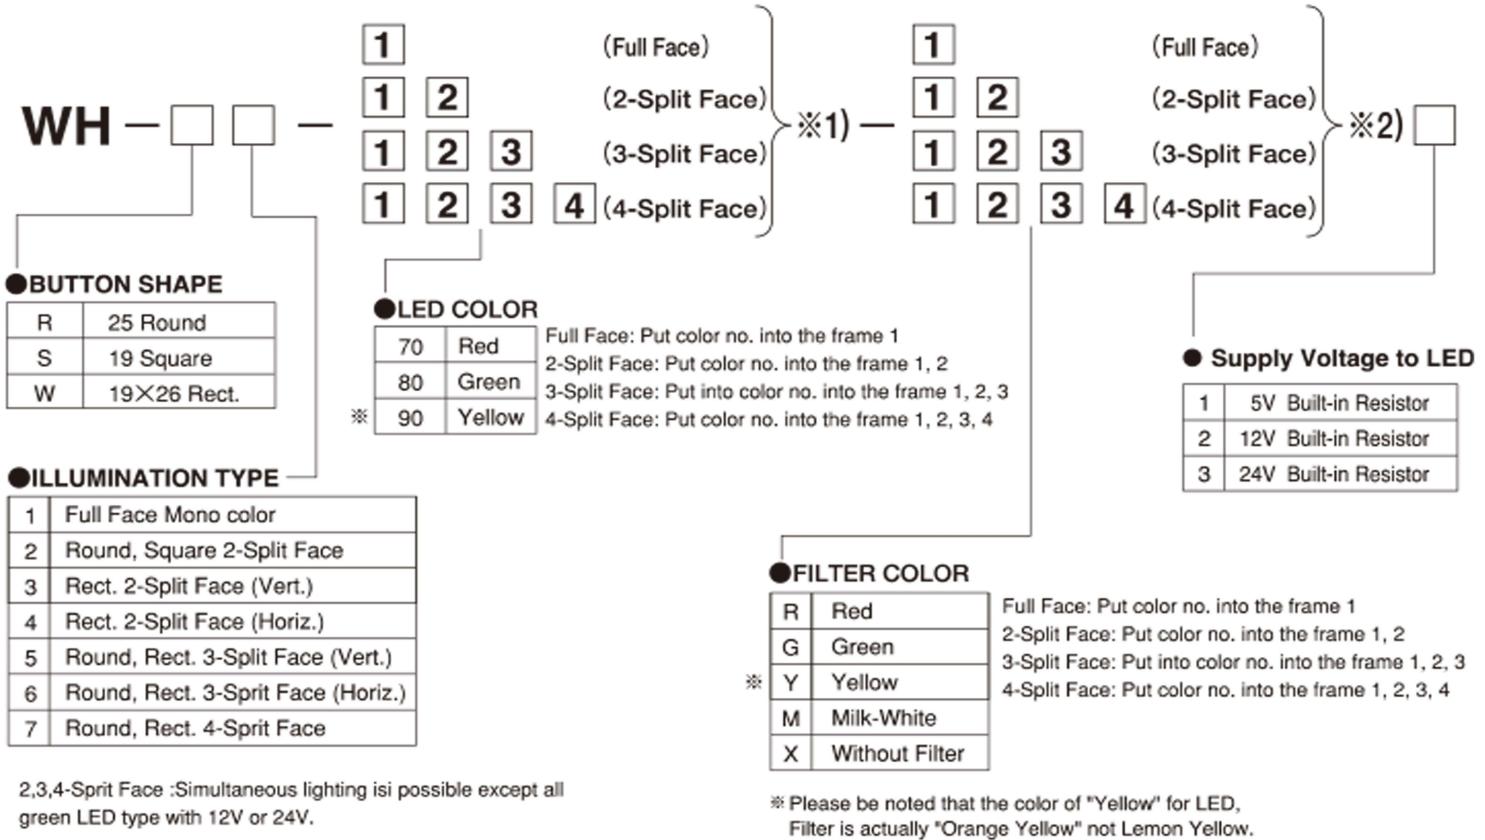 WH — □ □ — 1 (Full Face) — 1 (Full Face)
1 2 (2-Split Face) ※1) — 1 2 (2-Split Face) ※2) □
1 2 3 (3-Split Face) 1 2 3 (3-Split Face)
1 2 3 4 (4-Split Face) 1 2 3 4 (4-Split Face)
●BUTTON SHAPE
R 25 Round
S 19 Square
W 19×26 Rect.
●ILLUMINATION TYPE
1 Full Face Mono color
2 Round, Square 2-Split Face
3 Rect. 2-Split Face (Vert.)
4 Rect. 2-Split Face (Horiz.)
5 Round, Rect. 3-Split Face (Vert.)
6 Round, Rect. 3-Sprit Face (Horiz.)
7 Round, Rect. 4-Sprit Face
2,3,4-Sprit Face :Simultaneous lighting isi possible except all
green LED type with 12V or 24V.
●LED COLOR
70 Red
80 Green
※ 90 Yellow
Full Face: Put color no. into the frame 1
2-Split Face: Put color no. into the frame 1, 2
3-Split Face: Put into color no. into the frame 1, 2, 3
4-Split Face: Put color no. into the frame 1, 2, 3, 4
●FILTER COLOR
R Red
G Green
※ Y Yellow
M Milk-White
X Without Filter
Full Face: Put color no. into the frame 1
2-Split Face: Put color no. into the frame 1, 2
3-Split Face: Put into color no. into the frame 1, 2, 3
4-Split Face: Put color no. into the frame 1, 2, 3, 4
※ Please be noted that the color of "Yellow" for LED,
Filter is actually "Orange Yellow" not Lemon Yellow.
● Supply Voltage to LED
1 5V Built-in Resistor
2 12V Built-in Resistor
3 24V Built-in Resistor